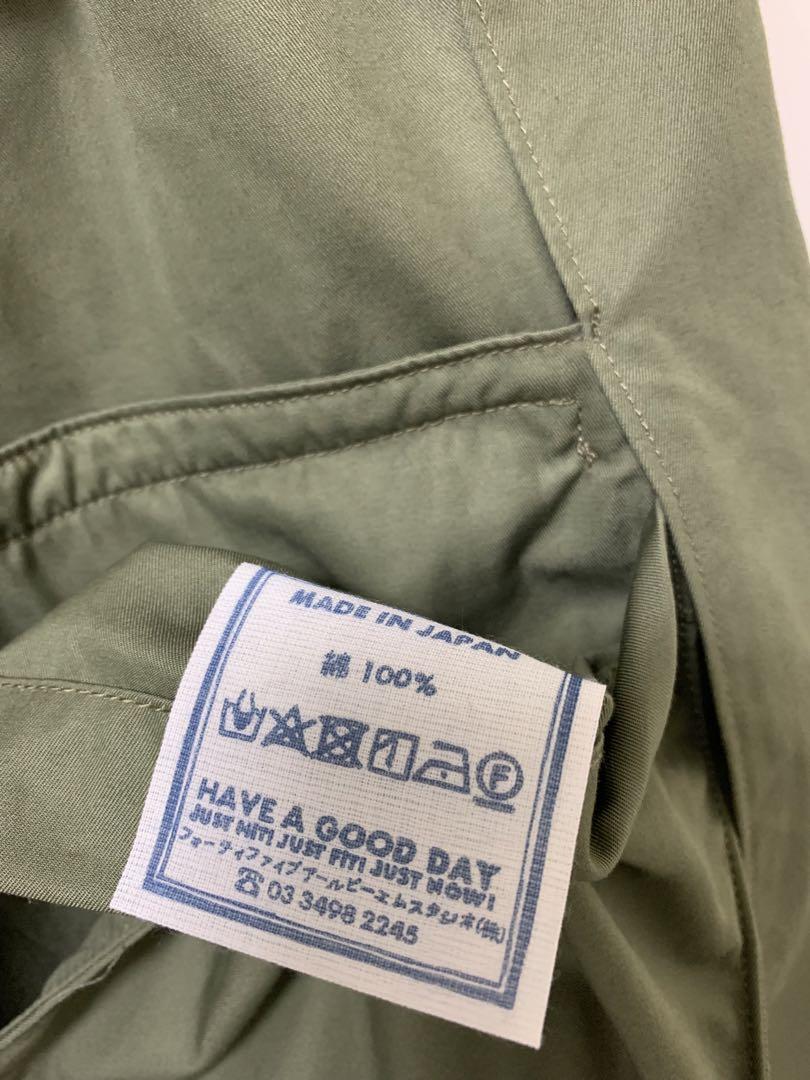 MADE IN JAPAN
綿 100%
F
HAVE A GOOD DAY
JUST NIT! JUST FIT! JUST NOW!
フォーティファイブアールピーエムスタジオ(株)
☎ 03 3498 2245